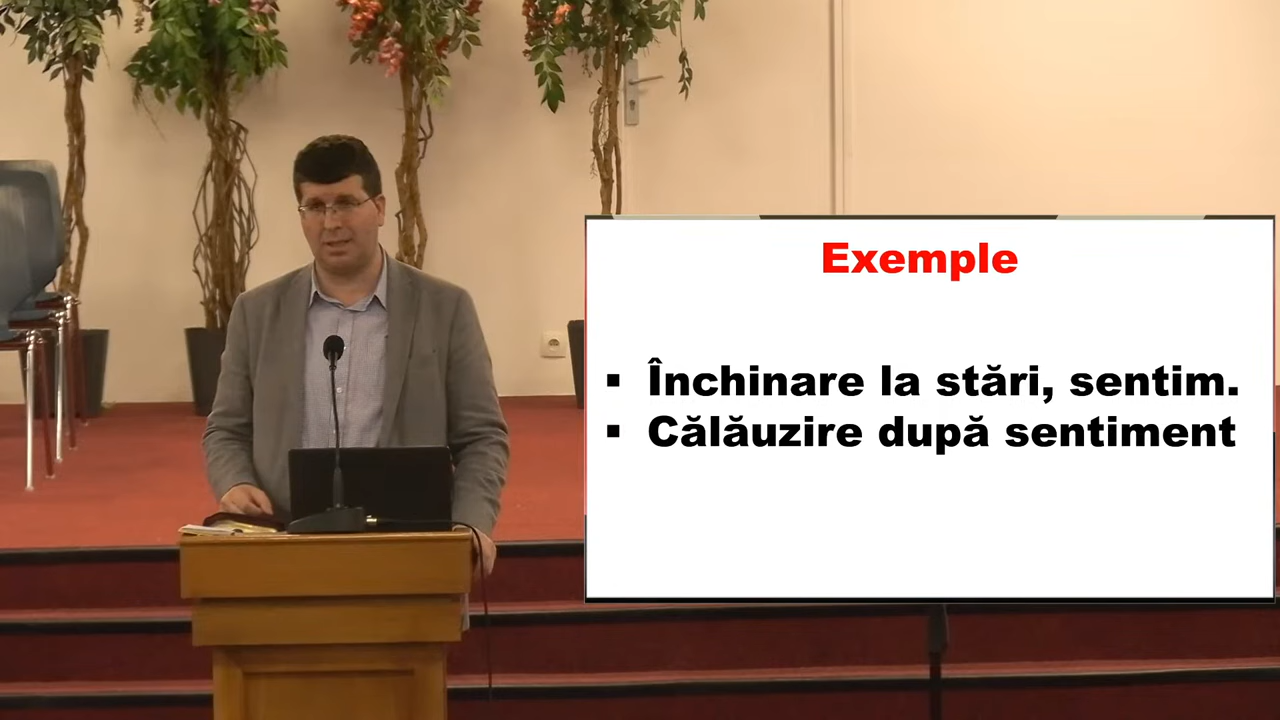 Exemple
▪ Închinare la stări, sentim.
▪ Călăuzire după sentiment